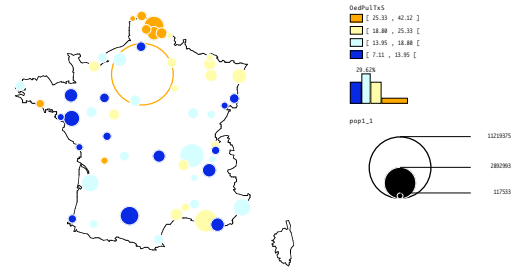 OedPulTxS
[ 25.33 , 42.12 [
[ 18.80 , 25.33 [
[ 13.95 , 18.80 [
[ 7.11 , 13.95 [
29.62%
pop1_1
11219375
2892993
117533